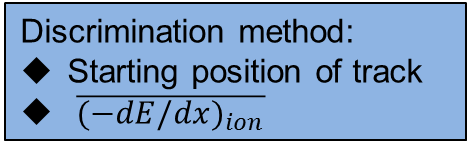 Discrimination method:
◆ Starting position of track
◆ $\overline{(-dE/dx)_{ion}}$